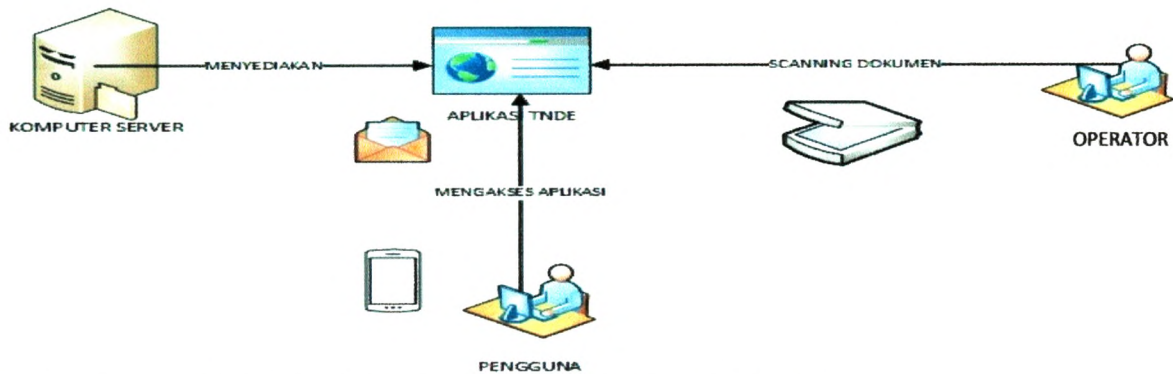 MENYEDIAKAN
SCANNING DOKUMEN
KOMPUTER SERVER
APLIKASI TNDE
OPERATOR
MENGAKSES APLIKASI
PENGGUNA